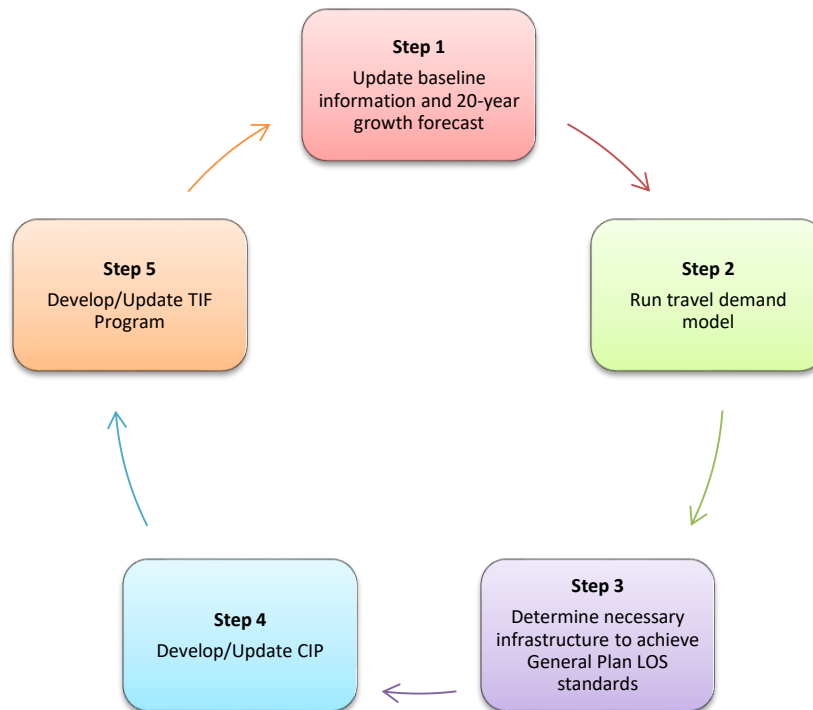 Step 1
Update baseline
information and 20-year
growth forecast
Step 2
Run travel demand
model
Step 3
Determine necessary
infrastructure to achieve
General Plan LOS
standards
Step 4
Develop/Update CIP
Step 5
Develop/Update TIF
Program